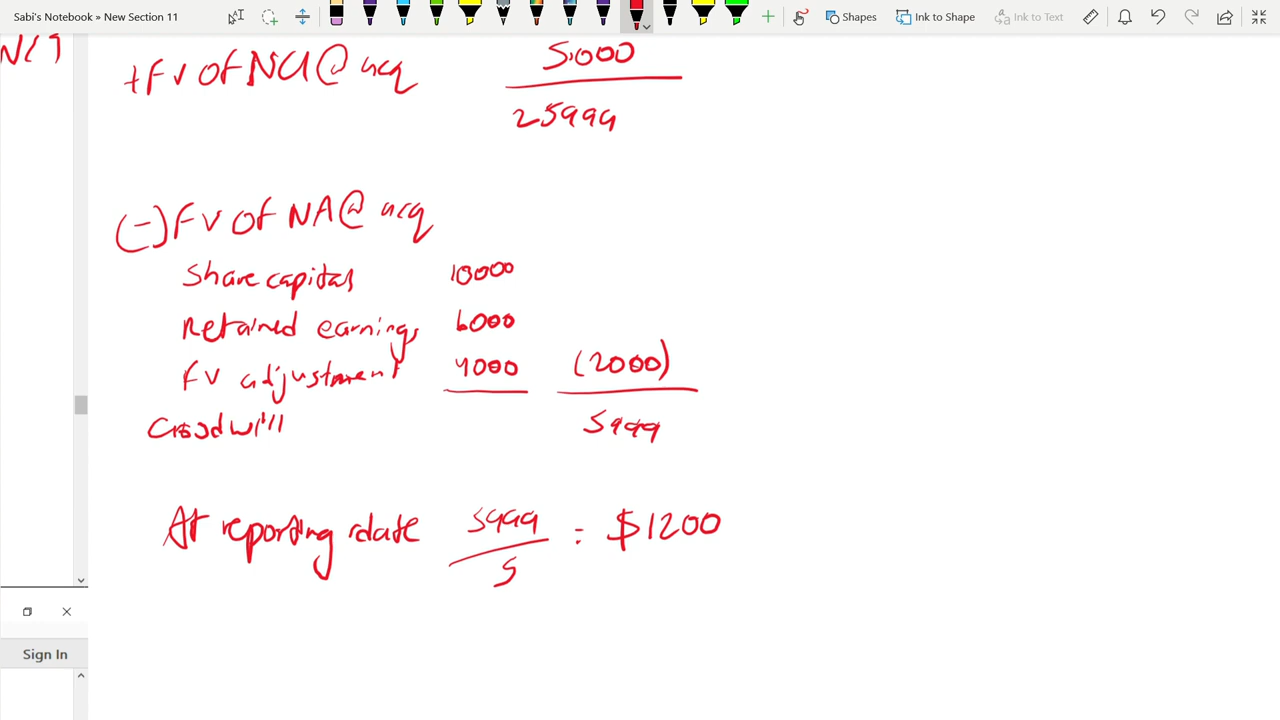 Sabi's Notebook » New Section 11
Shapes
Ink to Shape
Ink to Text
+FV of NCI @ acq 5.000
25999
(-) FV of NA @ acq
Share capital 10000
Retained earnings 6000
FV adjustment 4000 (2000)
Goodwill 5999
At reporting date 5999 = $1200
5
Sign In